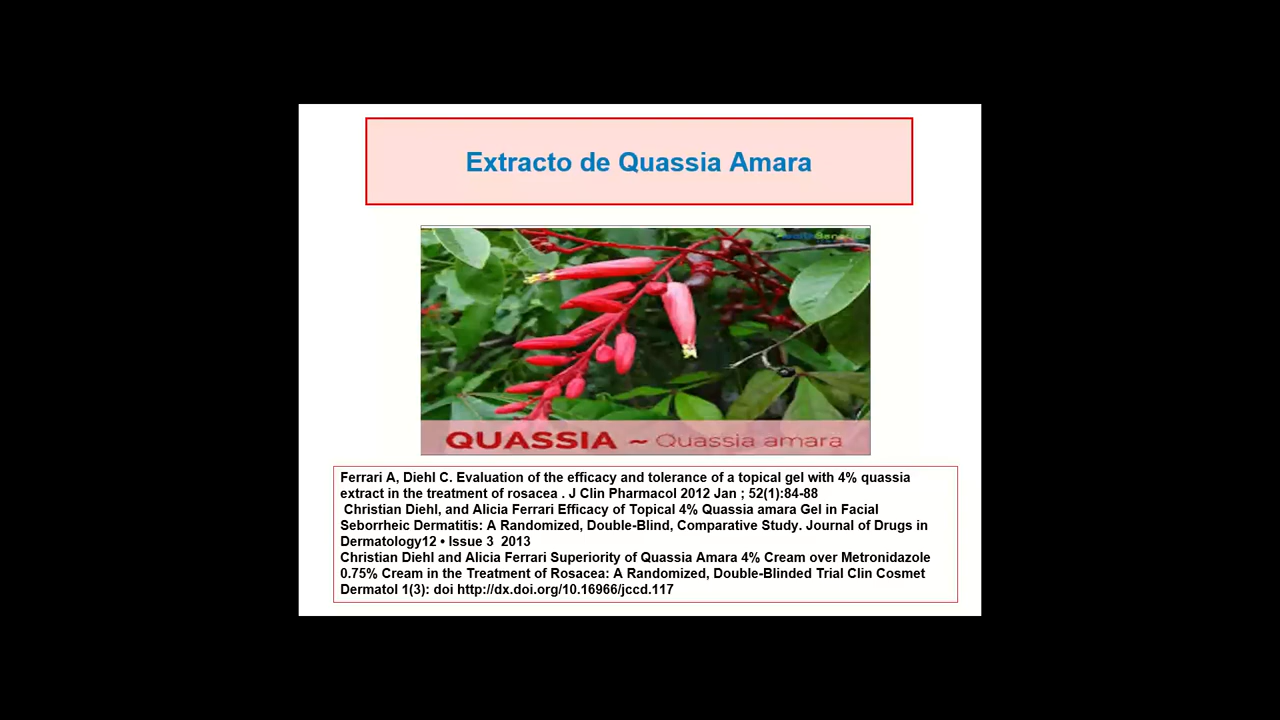 Extracto de Quassia Amara
QUASSIA ~ Quassia amara
Ferrari A, Diehl C. Evaluation of the efficacy and tolerance of a topical gel with 4% quassia
extract in the treatment of rosacea . J Clin Pharmacol 2012 Jan ; 52(1):84-88
Christian Diehl, and Alicia Ferrari Efficacy of Topical 4% Quassia amara Gel in Facial
Seborrheic Dermatitis: A Randomized, Double-Blind, Comparative Study. Journal of Drugs in
Dermatology12 • Issue 3 2013
Christian Diehl and Alicia Ferrari Superiority of Quassia Amara 4% Cream over Metronidazole
0.75% Cream in the Treatment of Rosacea: A Randomized, Double-Blinded Trial Clin Cosmet
Dermatol 1(3): doi http://dx.doi.org/10.16966/jccd.117